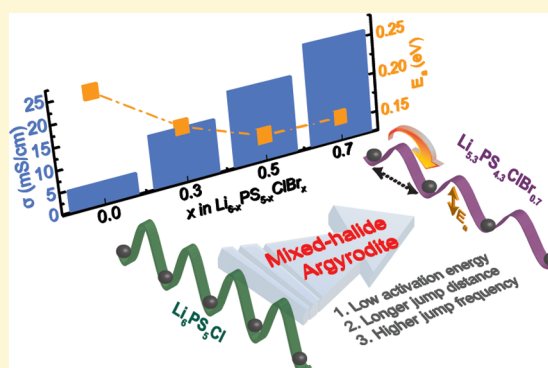 σ (mS/cm)
25
20
15
10
5
0
0.0
0.3
0.5
0.7
x in Li₆₋ₓPS₅₋ₓClBrₓ
0.25
0.20
0.15
Eₐ (eV)
Li₅.₃PS₄.₃ClBr₀.₇
Eₐ
Li₆PS₅Cl
Mixed-halide
Argyrodite
1. Low activation energy
2. Longer jump distance
3. Higher jump frequency